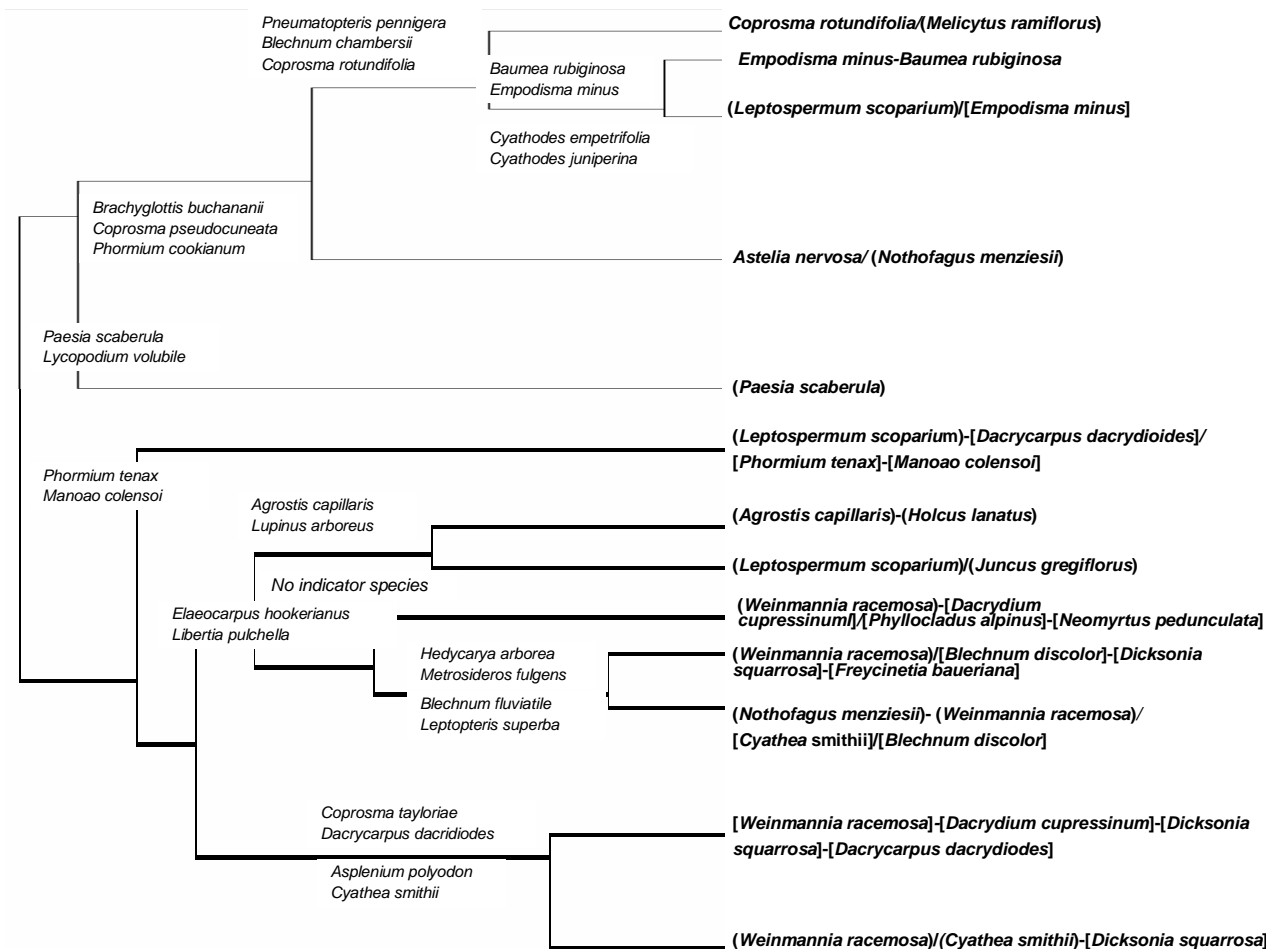 Pneumatopteris pennigera
Blechnum chambersii
Coprosma rotundifolia
Coprosma rotundifolia/(Melicytus ramiflorus)
Baumea rubiginosa
Empodisma minus
Empodisma minus-Baumea rubiginosa
(Leptospermum scoparium)/[Empodisma minus]
Cyathodes empetrifolia
Cyathodes juniperina
Brachyglottis buchananii
Coprosma pseudocuneata
Phormium cookianum
Astelia nervosa/ (Nothofagus menziesii)
Paesia scaberula
Lycopodium volubile
(Paesia scaberula)
(Leptospermum scoparium)-[Dacrycarpus dacrydioides]/
[Phormium tenax]-[Manoao colensoi]
Phormium tenax
Manoao colensoi
Agrostis capillaris
Lupinus arboreus
(Agrostis capillaris)-(Holcus lanatus)
No indicator species
(Leptospermum scoparium)/(Juncus gregiflorus)
Elaeocarpus hookerianus
Libertia pulchella
(Weinmannia racemosa)-[Dacrydium
cupressinuml]/[Phyllocladus alpinus]-[Neomyrtus pedunculata]
Hedycarya arborea
Metrosideros fulgens
(Weinmannia racemosa)/[Blechnum discolor]-[Dicksonia
squarrosa]-[Freycinetia baueriana]
Blechnum fluviatile
Leptopteris superba
(Nothofagus menziesii)- (Weinmannia racemosa)/
[Cyathea smithii]/[Blechnum discolor]
Coprosma tayloriae
Dacrycarpus dacridiodes
[Weinmannia racemosa]-[Dacrydium cupressinum]-[Dicksonia
squarrosa]-[Dacrycarpus dacrydiodes]
Asplenium polyodon
Cyathea smithii
(Weinmannia racemosa)/(Cyathea smithii)-[Dicksonia squarrosa]